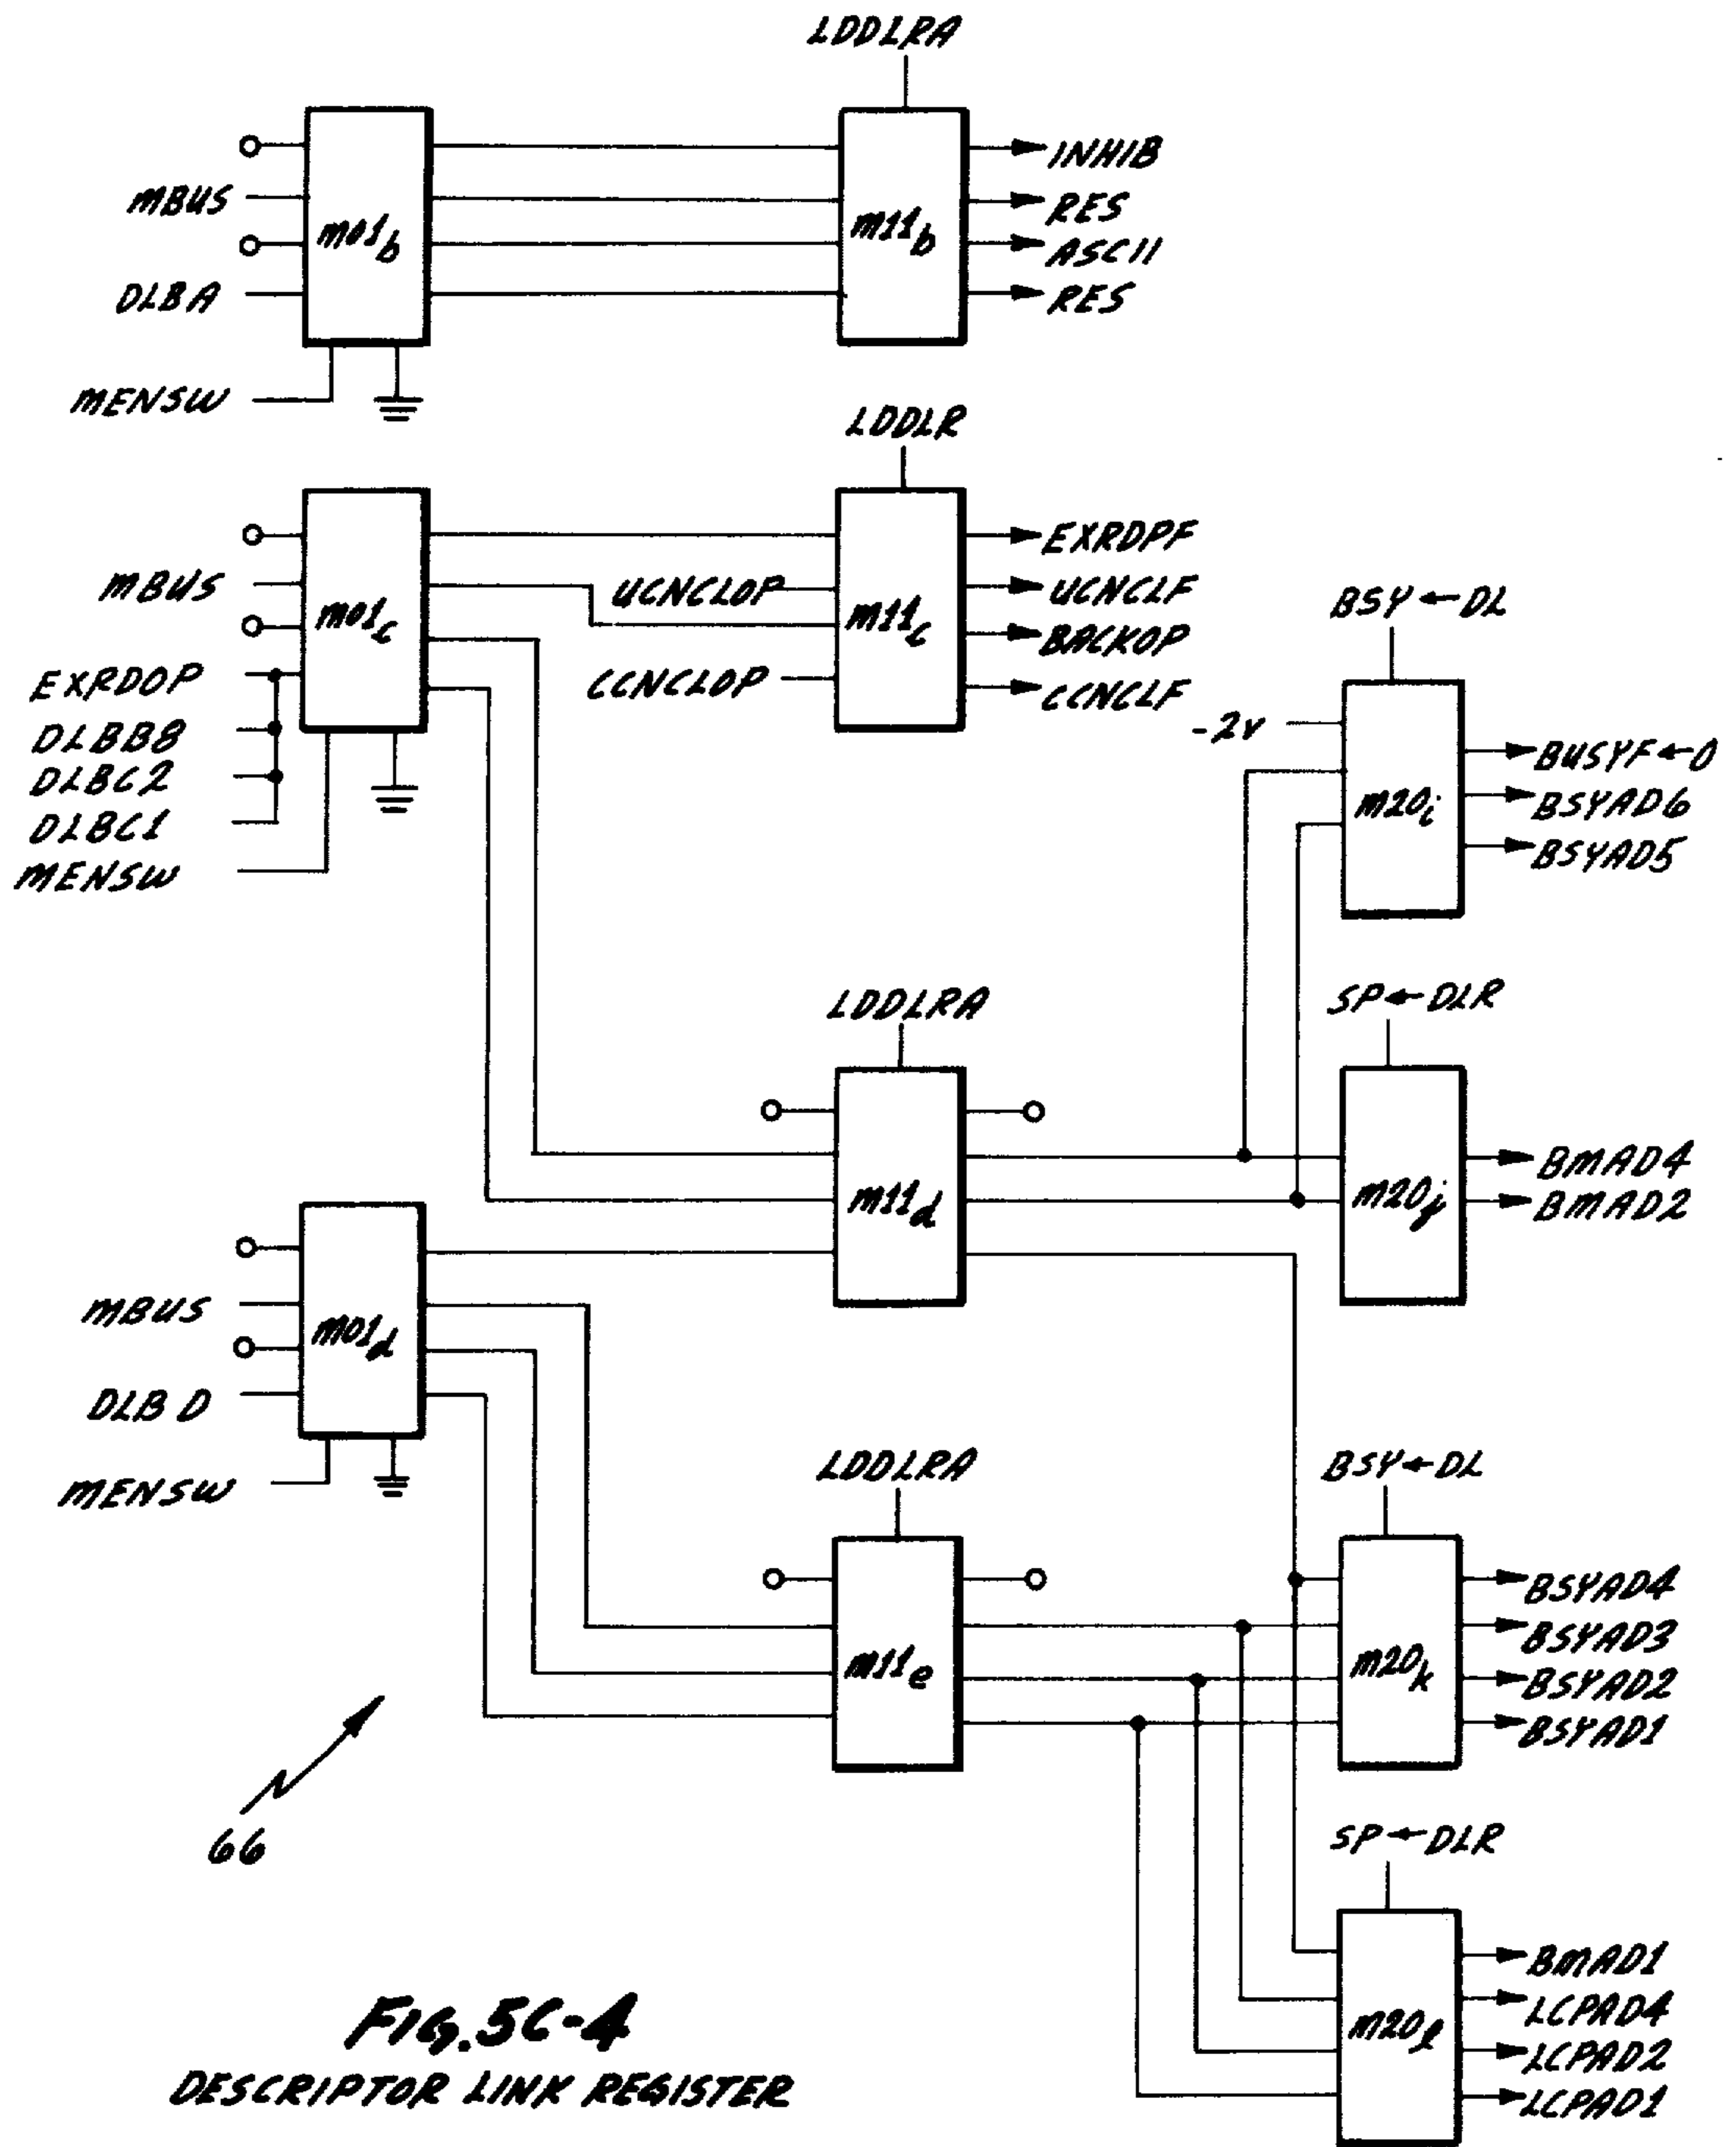 LDDLRA
mBUS
DLBA
mENSW
m01b
m11b
INHIB
RES
ASCII
RES
LDDLR
mBUS
EXRDOP
DLBB8
DLBC2
DLBC1
mENSW
m01c
UCNCLOP
CCNCLOP
m11c
EXRDPF
UCNCLF
BACKOP
CCNCLF
BSY←DL
-2v
m20i
BUSYF←0
BSYAD6
BSYAD5
LDDLRA
m11d
SP←DLR
m20j
BMAD4
BMAD2
mBUS
DLB D
mENSW
m01d
LDDLRA
m11e
BSY←DL
m20k
BSYAD4
BSYAD3
BSYAD2
BSYAD1
66
SP←DLR
m20l
BMAD1
LCPAD4
LCPAD2
LCPAD1
FIG. 5C-4
DESCRIPTOR LINK REGISTER